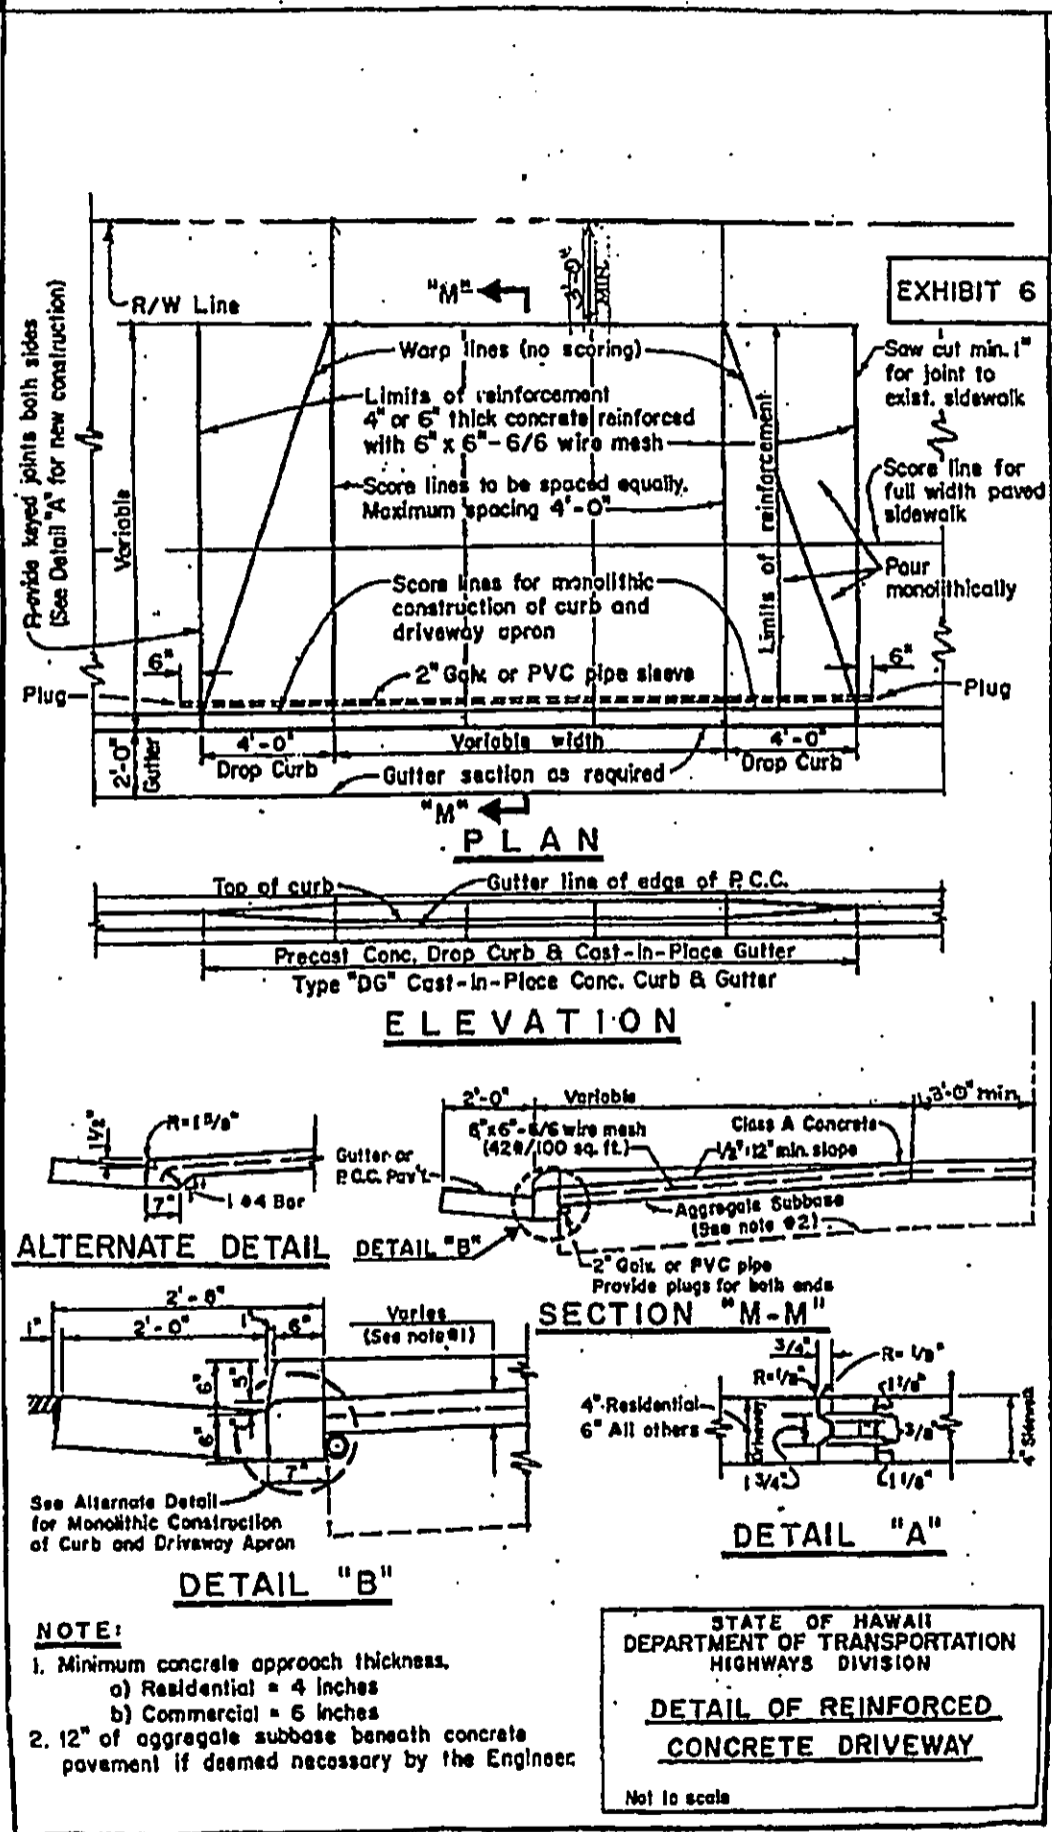 EXHIBIT 6
R/W Line
"M"
3'-0"
MIN.
Provide keyed joints both sides
(See Detail "A" for new construction)
Variable
Warp lines (no scoring)
Limits of reinforcement
4" or 6" thick concrete reinforced
with 6" x 6" - 6/6 wire mesh
Score lines to be spaced equally.
Maximum spacing 4'-0"
Limits of reinforcement
Saw cut min. 1"
for joint to
exist. sidewalk
Score line for
full width paved
sidewalk
Pour
monolithically
Score lines for monolithic
construction of curb and
driveway apron
6"
6"
Plug
2" Galv. or PVC pipe sleeve
Plug
2'-0"
Gutter
4'-0"
Drop Curb
Variable width
4'-0"
Drop Curb
Gutter section as required
"M"
PLAN
Top of curb
Gutter line of edge of P.C.C.
Precast Conc. Drop Curb & Cast-In-Place Gutter
Type "DG" Cast-In-Place Conc. Curb & Gutter
ELEVATION
1 1/2"
7"
1 #4 Bar
ALTERNATE DETAIL
2'-0"
Variable
3'-0" min.
6"x6"-6/6 wire mesh
(42#/100 sq. ft.)
Class A Concrete
1/2":12" min. slope
Gutter or
P.C.C. Pav't
Aggregate Subbase
(See note #2)
DETAIL "B"
2" Galv. or PVC pipe
Provide plugs for both ends
SECTION "M-M"
1"
2'-0"
6"
Varies
(See note #1)
6"
5"
6"
7"
See Alternate Detail
for Monolithic Construction
of Curb and Driveway Apron
DETAIL "B"
3/4"
R= 1/8"
R= 1/8"
4" Residential
6" All others
Driveway
1 1/8"
3/8"
1 3/4"
1 1/8"
DETAIL "A"
NOTE:
1. Minimum concrete approach thickness.
a) Residential = 4 inches
b) Commercial = 6 inches
2. 12" of aggregate subbase beneath concrete
pavement if deemed necessary by the Engineer.
STATE OF HAWAII
DEPARTMENT OF TRANSPORTATION
HIGHWAYS DIVISION
DETAIL OF REINFORCED
CONCRETE DRIVEWAY
Not to scale